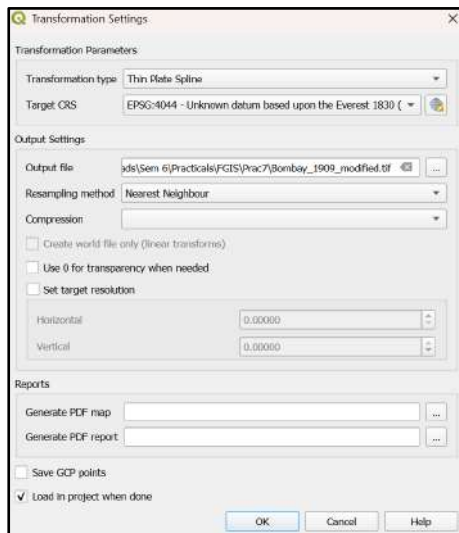 Transformation Settings
Transformation Parameters
Transformation type Thin Plate Spline
Target CRS EPSG:4044 - Unknown datum based upon the Everest 1830 (
Output Settings
Output file ads\Sem 6\Practicals\FGIS\Prac7\Bombay_1909_modified.tif ...
Resampling method Nearest Neighbour
Compression
Create world file only (linear transforms)
Use 0 for transparency when needed
Set target resolution
Horizontal 0.00000
Vertical 0.00000
Reports
Generate PDF map ...
Generate PDF report ...
Save GCP points
Load in project when done
OK Cancel Help